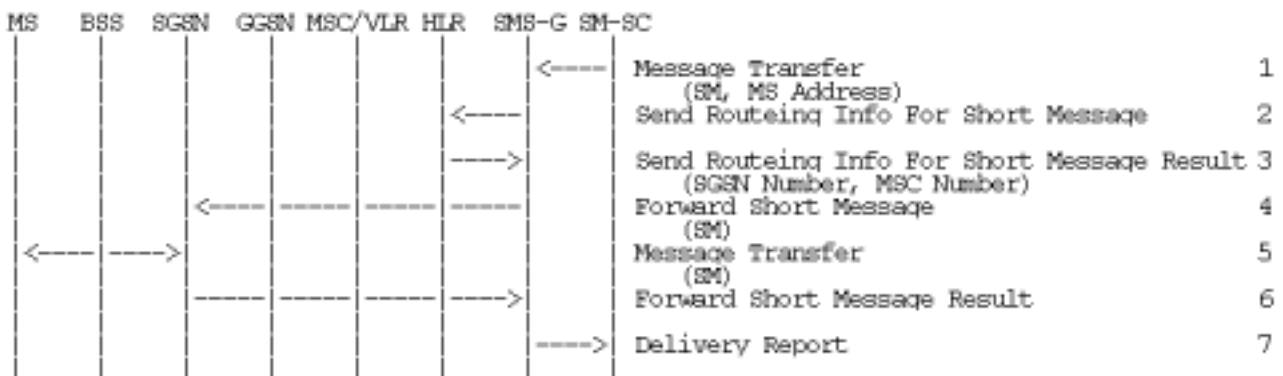 MS BSS SGSN GGSN MSC/VLR HLR SMS-G SM-SC
Message Transfer 1
(SM, MS Address)
Send Routeing Info For Short Message 2
Send Routeing Info For Short Message Result 3
(SGSN Number, MSC Number)
Forward Short Message 4
(SM)
Message Transfer 5
(SM)
Forward Short Message Result 6
Delivery Report 7